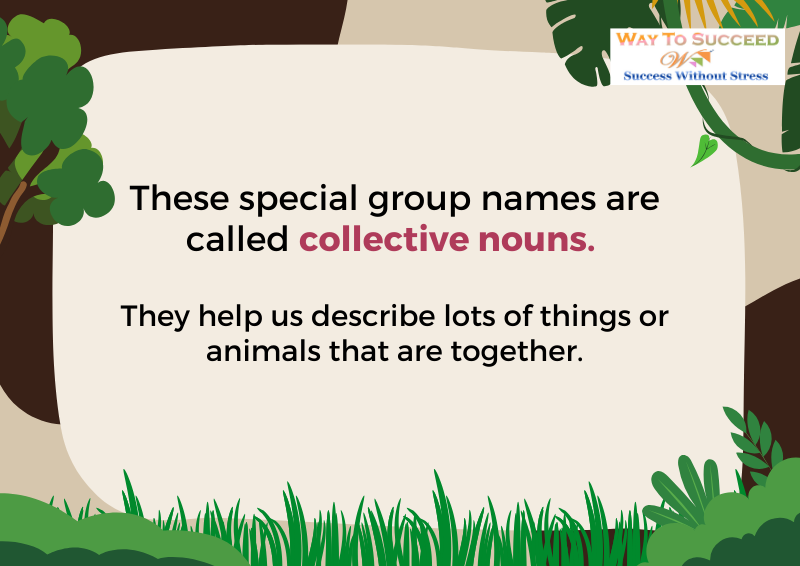 WAY TO SUCCEED
Success Without Stress
These special group names are
called collective nouns.
They help us describe lots of things or
animals that are together.